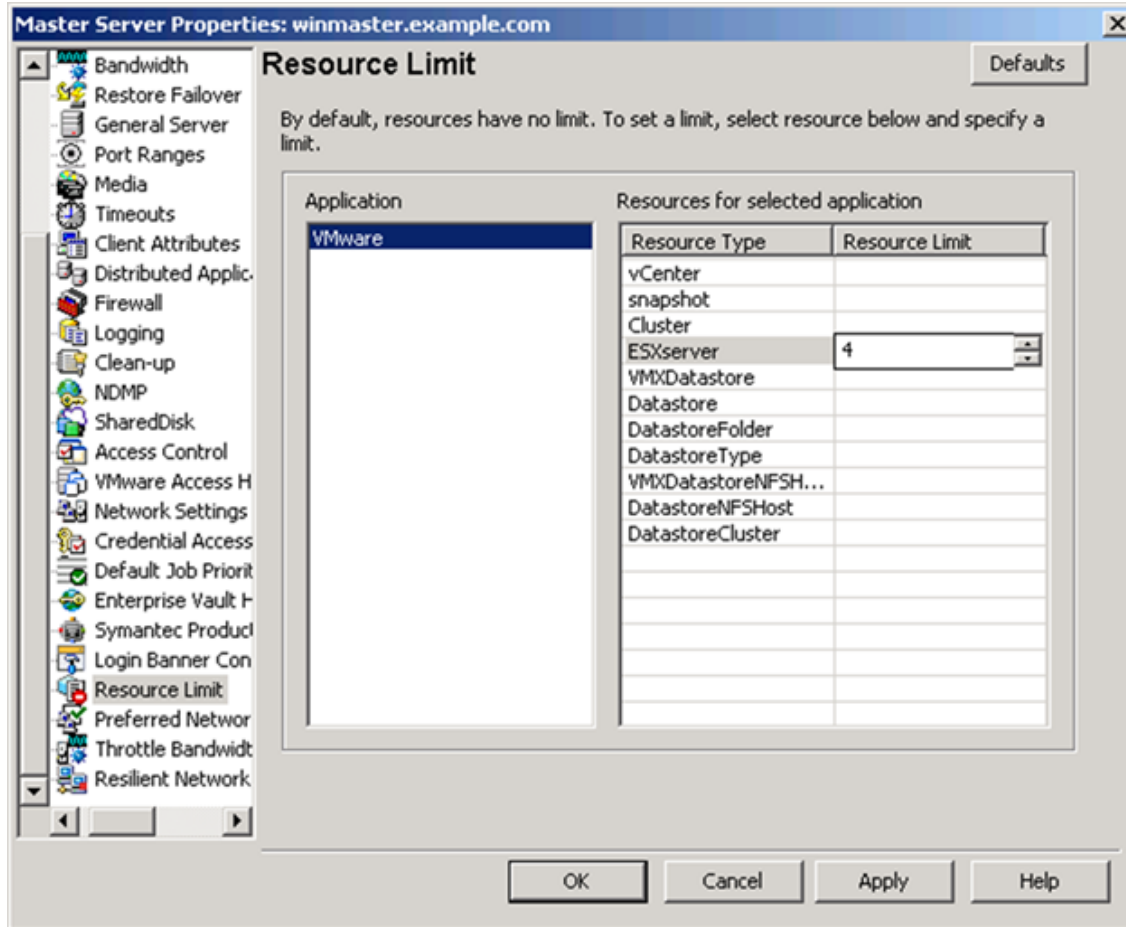 Master Server Properties: winmaster.example.com
Bandwidth
Restore Failover
General Server
Port Ranges
Media
Timeouts
Client Attributes
Distributed Applic
Firewall
Logging
Clean-up
NDMP
SharedDisk
Access Control
VMware Access H
Network Settings
Credential Access
Default Job Priorit
Enterprise Vault H
Symantec Product
Login Banner Con
Resource Limit
Preferred Networ
Throttle Bandwidt
Resilient Network
Resource Limit
Defaults
By default, resources have no limit. To set a limit, select resource below and specify a
limit.
Application
VMware
Resources for selected application
Resource Type Resource Limit
vCenter
snapshot
Cluster
ESXserver 4
VMXDatastore
Datastore
DatastoreFolder
DatastoreType
VMXDatastoreNFSH...
DatastoreNFSHost
DatastoreCluster
OK Cancel Apply Help